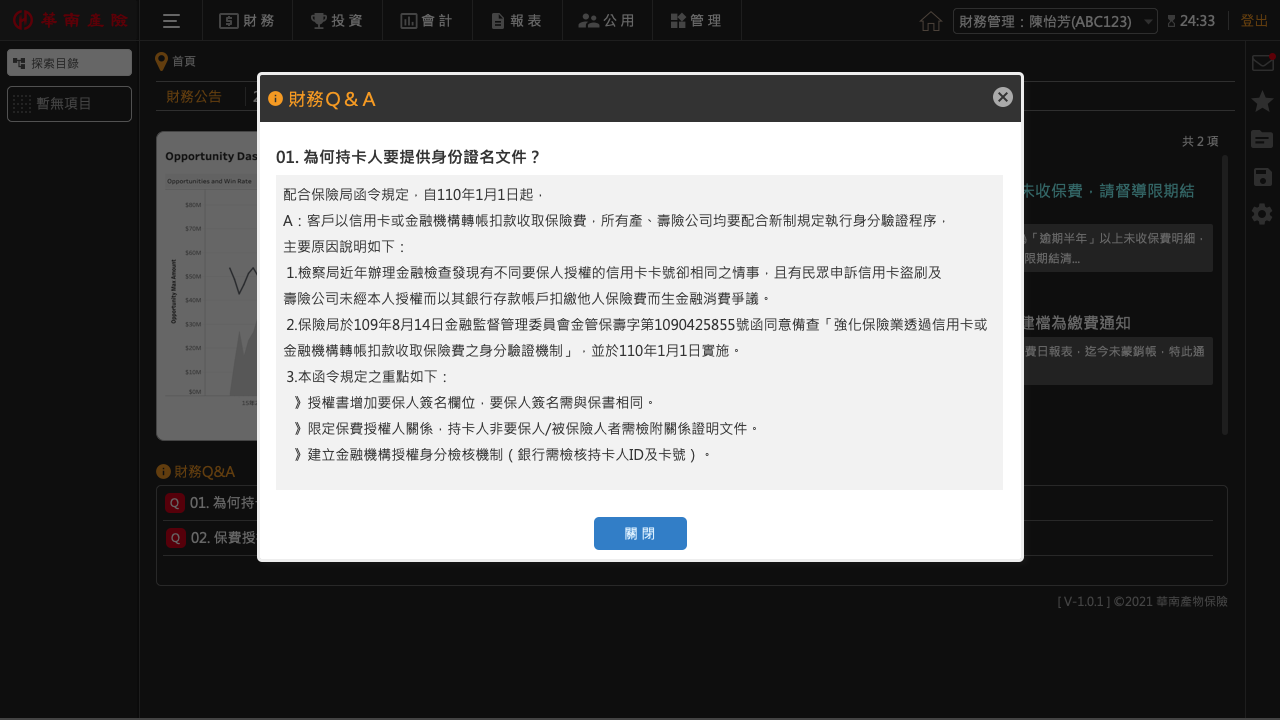 華南產險
財務
投資
會計
報表
公用
管理
財務管理：陳怡芳(ABC123)
24:33
登出
探索目錄
暫無項目
首頁
財務公告
2
財務Q＆A
01. 為何持卡人要提供身份證名文件？
配合保險局函令規定，自110年1月1日起，
A：客戶以信用卡或金融機構轉帳扣款收取保險費，所有產、壽險公司均要配合新制規定執行身分驗證程序，
主要原因說明如下：
1.檢察局近年辦理金融檢查發現有不同要保人授權的信用卡卡號卻相同之情事，且有民眾申訴信用卡盜刷及
壽險公司未經本人授權而以其銀行存款帳戶扣繳他人保險費而生金融消費爭議。
2.保險局於109年8月14日金融監督管理委員會金管保壽字第1090425855號函同意備查「強化保險業透過信用卡或
金融機構轉帳扣款收取保險費之身分驗證機制」，並於110年1月1日實施。
3.本函令規定之重點如下：
》授權書增加要保人簽名欄位，要保人簽名需與保書相同。
》限定保費授權人關係，持卡人非要保人/被保險人者需檢附關係證明文件。
》建立金融機構授權身分檢核機制（銀行需檢核持卡人ID及卡號）。
關閉
Opportunity Das
Opportunities and Win Rate
$80M
$70M
$60M
$50M
$40M
$30M
$20M
$10M
$0M
Opportunity Max Amount
共 2 項
未收保費，請督導限期結
「逾期半年」以上未收保費明細，
限期結清...
建檔為繳費通知
費日報表，迄今未蒙銷帳，特此通
財務Q&A
Q 01. 為何持
Q 02. 保費授
[ V-1.0.1 ] ©2021 華南產物保險